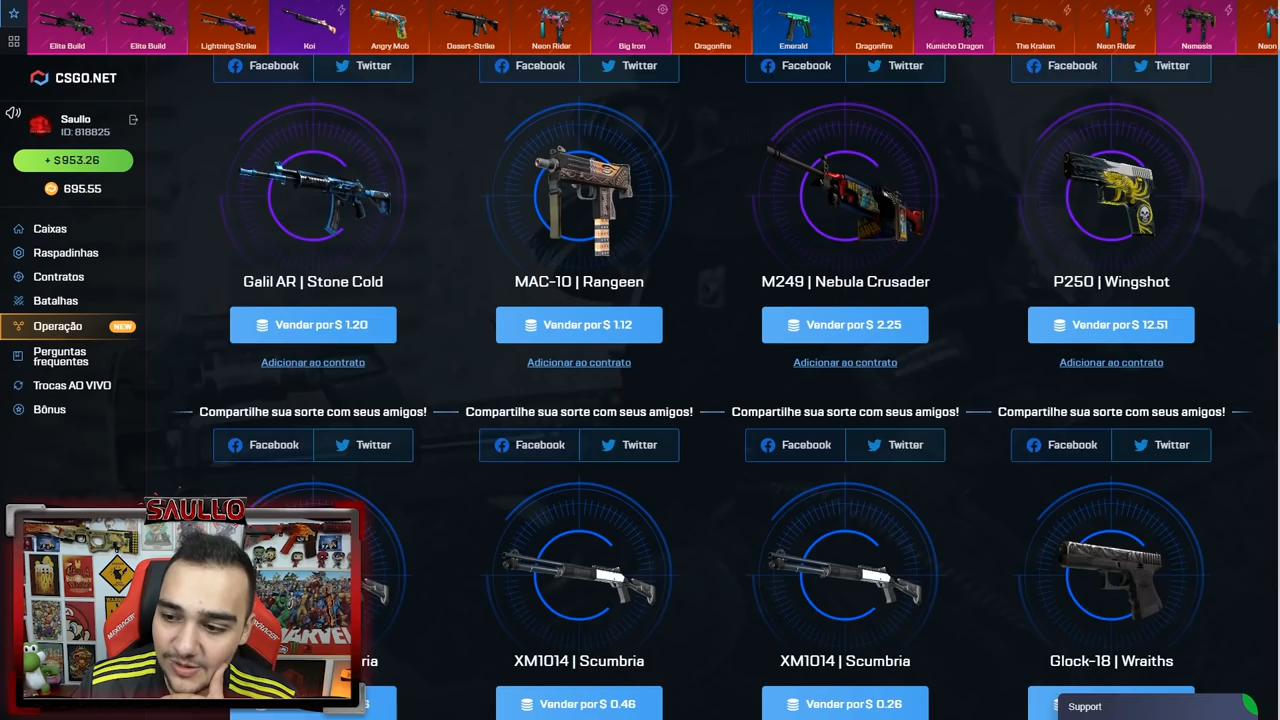 Elite Build
Elite Build
Lightning Strike
Koi
Angry Mob
Desert-Strike
Neon Rider
Big Iron
Dragonfire
Emerald
Dragonfire
Kumicho Dragon
The Kraken
Neon Rider
Nemesis
Neon
CSGO.NET
Saullo
ID: 818825
+ $953.26
695.55
Caixas
Raspadinhas
Contratos
Batalhas
Operação NEW
Perguntas
frequentes
Trocas AO VIVO
Bônus
Facebook Twitter
Facebook Twitter
Facebook Twitter
Facebook Twitter
Galil AR | Stone Cold
MAC-10 | Rangeen
M249 | Nebula Crusader
P250 | Wingshot
Vender por $ 1.20
Vender por $ 1.12
Vender por $ 2.25
Vender por $ 12.51
Adicionar ao contrato
Adicionar ao contrato
Adicionar ao contrato
Adicionar ao contrato
Compartilhe sua sorte com seus amigos!
Compartilhe sua sorte com seus amigos!
Compartilhe sua sorte com seus amigos!
Compartilhe sua sorte com seus amigos!
Facebook Twitter
Facebook Twitter
Facebook Twitter
Facebook Twitter
XM1014 | Scumbria
XM1014 | Scumbria
Glock-18 | Wraiths
Vender por $ 0.46
Vender por $ 0.26
Support
SAULLO
MAXRACER
MARVEL